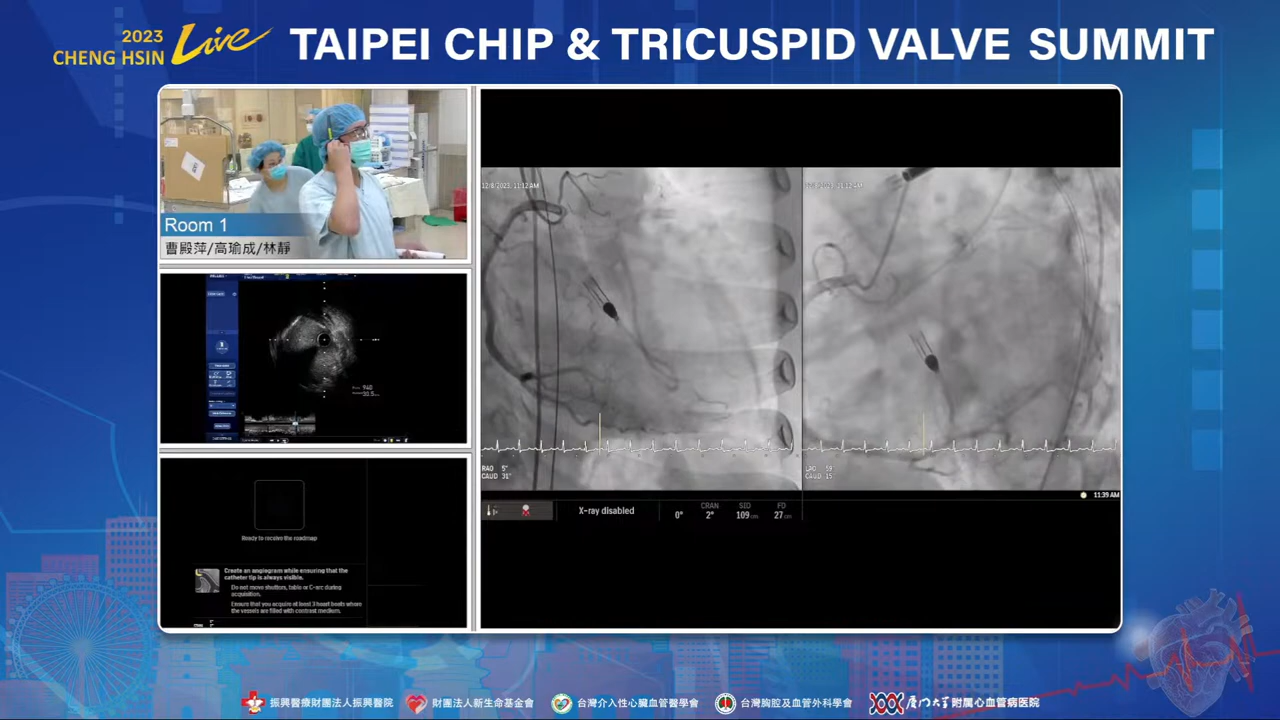 2023
CHENG HSIN Live
TAIPEI CHIP & TRICUSPID VALVE SUMMIT
Room 1
曹殿萍/高瑜成/林靜
Ready to receive the roadmap
Create an angiogram while ensuring that the
catheter tip is always visible.
Do not move shutters, table or C-arc during
acquisition.
Ensure that you acquire at least 3 heart beats where
the vessels are filled with contrast medium.
RAO 5°
CAUD 31°
CAUD 15
11:39 AM
X-ray disabled
CRAN SID FD
0° 2° 109 cm 27 cm
振興醫療財團法人振興醫院
財團法人新生命基金會
台灣介入性心臟血管醫學會
台灣胸腔及血管外科學會
厦门大学附属心血管病医院